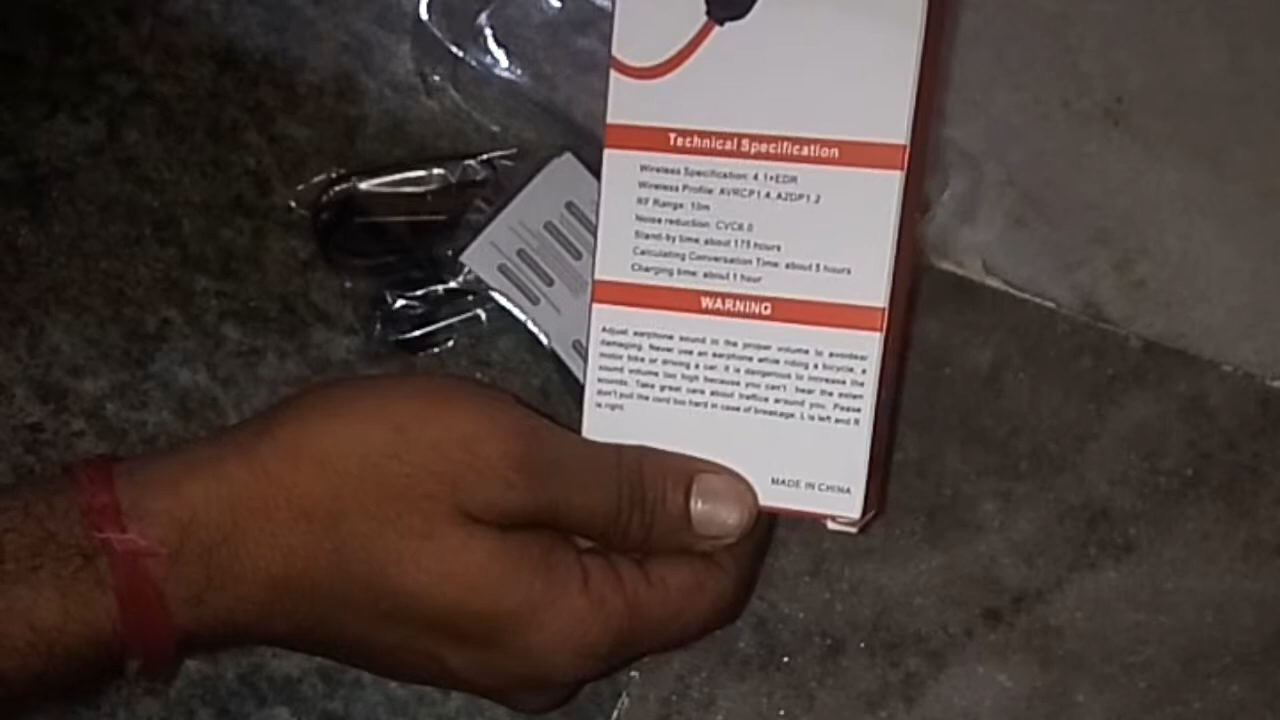 Technical Specification
Wireless Specification: 4.1+EDR
Wireless Profile: AVRCP1.4, A2DP1.2
RF Range: 10m
Noise reduction: CVC6.0
Stand-by time,about 175 hours
Calculating Conversation Time: about 5 hours
Charging time: about 1 hour
WARNING
Adjust earphone sound in the proper volume to avoidear
damaging. Never use an earphone while riding a bicycle, a
motor bike or driving a car. It is dangerous to increase the
sound volume too high because you can't hear the exten
sounds. Take great care about traffice around you. Please
don't pull the cord too hard in case of breakage. L is left and R
is right.
MADE IN CHINA